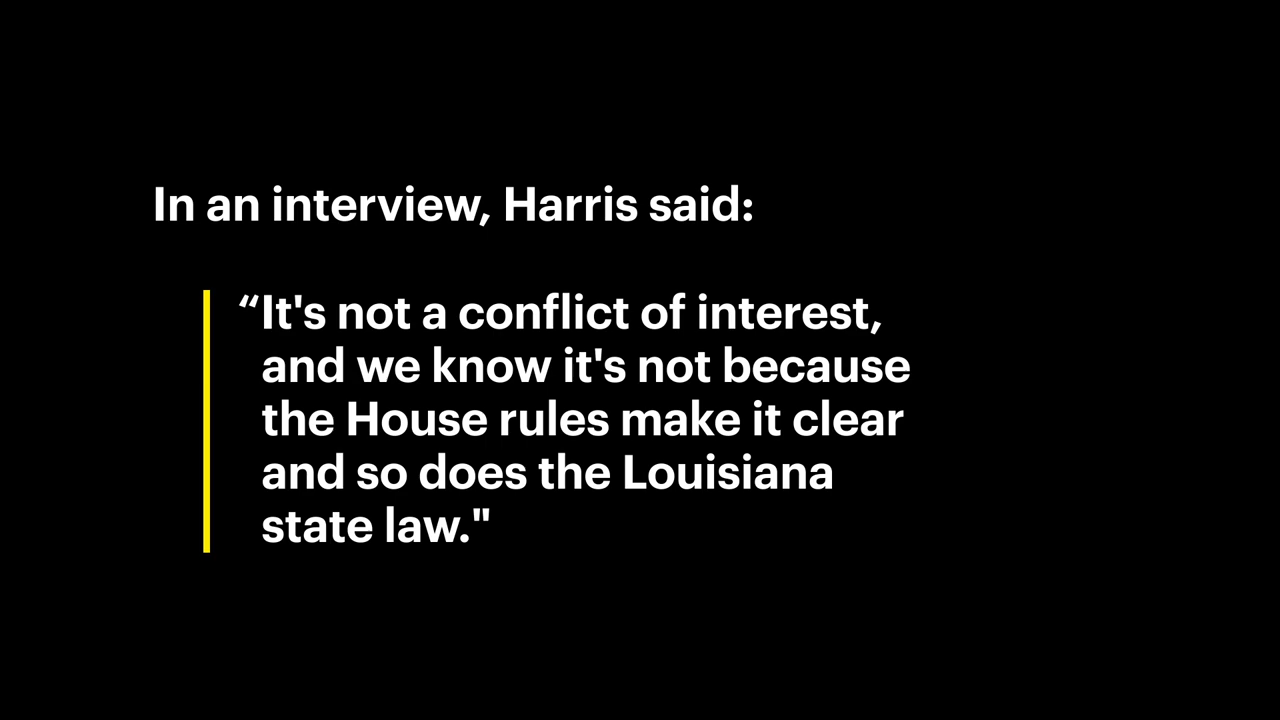 In an interview, Harris said:
“It's not a conflict of interest,
and we know it's not because
the House rules make it clear
and so does the Louisiana
state law."